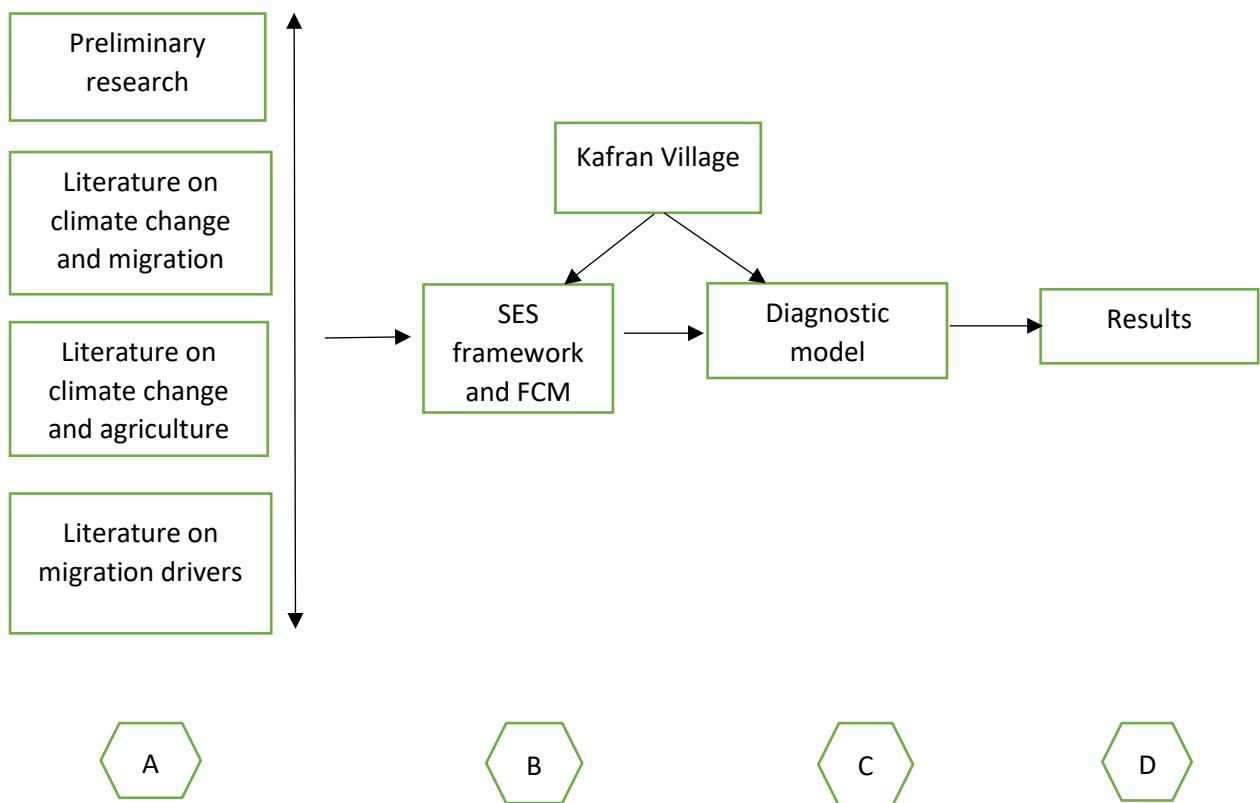 Preliminary
research
Literature on
climate change
and migration
Literature on
climate change
and agriculture
Literature on
migration drivers
Kafran Village
SES
framework
and FCM
Diagnostic
model
Results
A
B
C
D